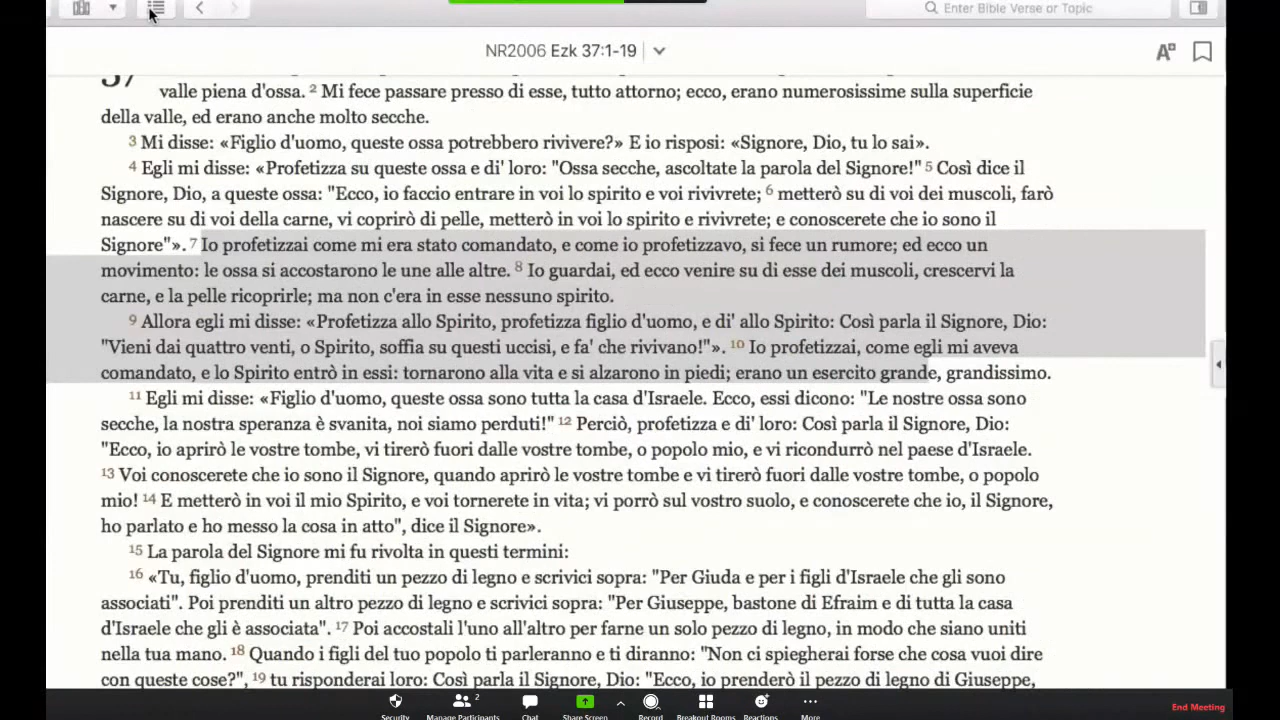 Enter Bible Verse or Topic
NR2006 Ezk 37:1-19
37
valle piena d'ossa. 2 Mi fece passare presso di esse, tutto attorno; ecco, erano numerosissime sulla superficie
della valle, ed erano anche molto secche.
3 Mi disse: «Figlio d'uomo, queste ossa potrebbero rivivere?» E io risposi: «Signore, Dio, tu lo sai».
4 Egli mi disse: «Profetizza su queste ossa e di' loro: "Ossa secche, ascoltate la parola del Signore!" 5 Così dice il
Signore, Dio, a queste ossa: "Ecco, io faccio entrare in voi lo spirito e voi rivivrete; 6 metterò su di voi dei muscoli, farò
nascere su di voi della carne, vi coprirò di pelle, metterò in voi lo spirito e rivivrete; e conoscerete che io sono il
Signore"». 7 Io profetizzai come mi era stato comandato, e come io profetizzavo, si fece un rumore; ed ecco un
movimento: le ossa si accostarono le une alle altre. 8 Io guardai, ed ecco venire su di esse dei muscoli, crescervi la
carne, e la pelle ricoprirle; ma non c'era in esse nessuno spirito.
9 Allora egli mi disse: «Profetizza allo Spirito, profetizza figlio d'uomo, e di' allo Spirito: Così parla il Signore, Dio:
"Vieni dai quattro venti, o Spirito, soffia su questi uccisi, e fa' che rivivano!"». 10 Io profetizzai, come egli mi aveva
comandato, e lo Spirito entrò in essi: tornarono alla vita e si alzarono in piedi; erano un esercito grande, grandissimo.
11 Egli mi disse: «Figlio d'uomo, queste ossa sono tutta la casa d'Israele. Ecco, essi dicono: "Le nostre ossa sono
secche, la nostra speranza è svanita, noi siamo perduti!" 12 Perciò, profetizza e di' loro: Così parla il Signore, Dio:
"Ecco, io aprirò le vostre tombe, vi tirerò fuori dalle vostre tombe, o popolo mio, e vi ricondurrò nel paese d'Israele.
13 Voi conoscerete che io sono il Signore, quando aprirò le vostre tombe e vi tirerò fuori dalle vostre tombe, o popolo
mio! 14 E metterò in voi il mio Spirito, e voi tornerete in vita; vi porrò sul vostro suolo, e conoscerete che io, il Signore,
ho parlato e ho messo la cosa in atto", dice il Signore».
15 La parola del Signore mi fu rivolta in questi termini:
16 «Tu, figlio d'uomo, prenditi un pezzo di legno e scrivici sopra: "Per Giuda e per i figli d'Israele che gli sono
associati". Poi prenditi un altro pezzo di legno e scrivici sopra: "Per Giuseppe, bastone di Efraim e di tutta la casa
d'Israele che gli è associata". 17 Poi accostali l'uno all'altro per farne un solo pezzo di legno, in modo che siano uniti
nella tua mano. 18 Quando i figli del tuo popolo ti parleranno e ti diranno: "Non ci spiegherai forse che cosa vuoi dire
con queste cose?", 19 tu risponderai loro: Così parla il Signore, Dio: "Ecco, io prenderò il pezzo di legno di Giuseppe,
2
Security Manage Participants Chat Share Screen Record Breakout Rooms Reactions More End Meeting